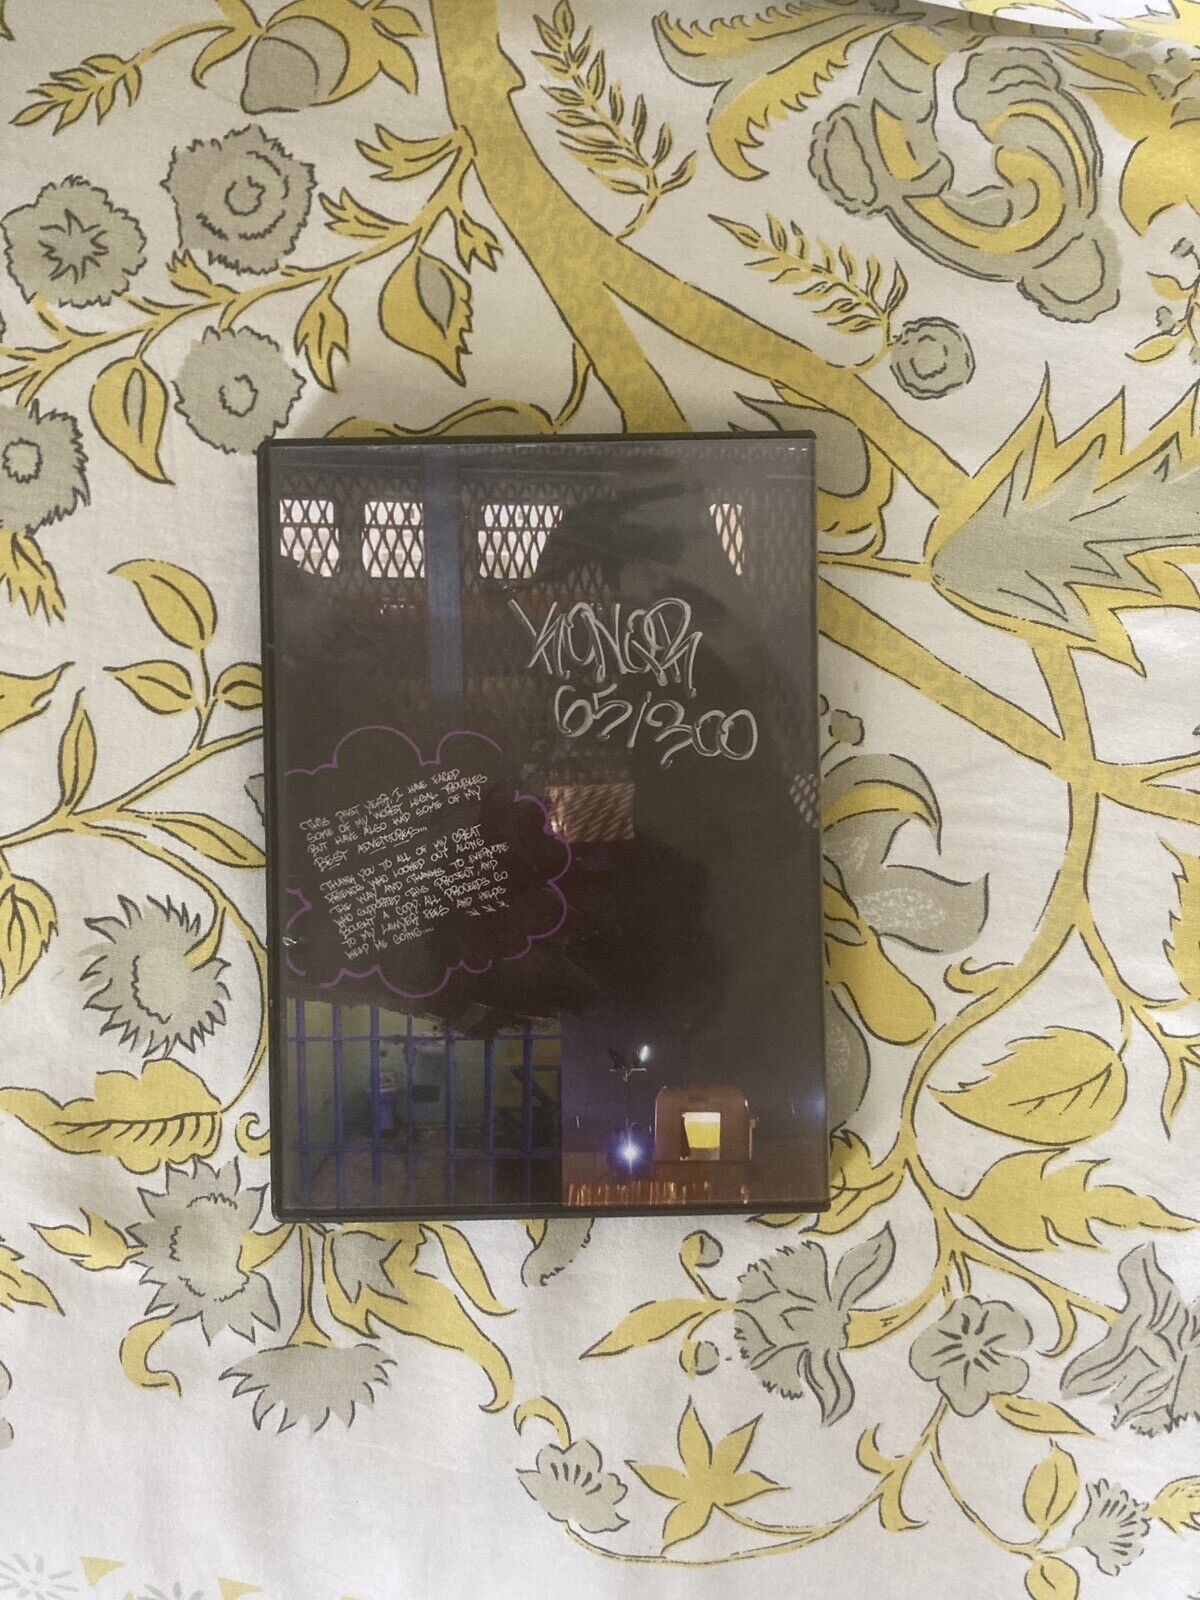 65/300
THIS PAST YEAR, I HAVE FACED
SOME OF MY WORST LEGAL TROUBLES
BUT HAVE ALSO HAD SOME OF MY
BEST ADVENTURES...
THANK YOU TO ALL OF MY GREAT
FRIENDS WHO LOOKED OUT ALONG
THE WAY AND THANKS TO EVERYONE
WHO SUPPORTED THIS PROJECT, AND
BOUGHT A COPY. ALL PROCEEDS GO
TO MY LAWYER FEES AND HELPS
KEEP ME GOING....